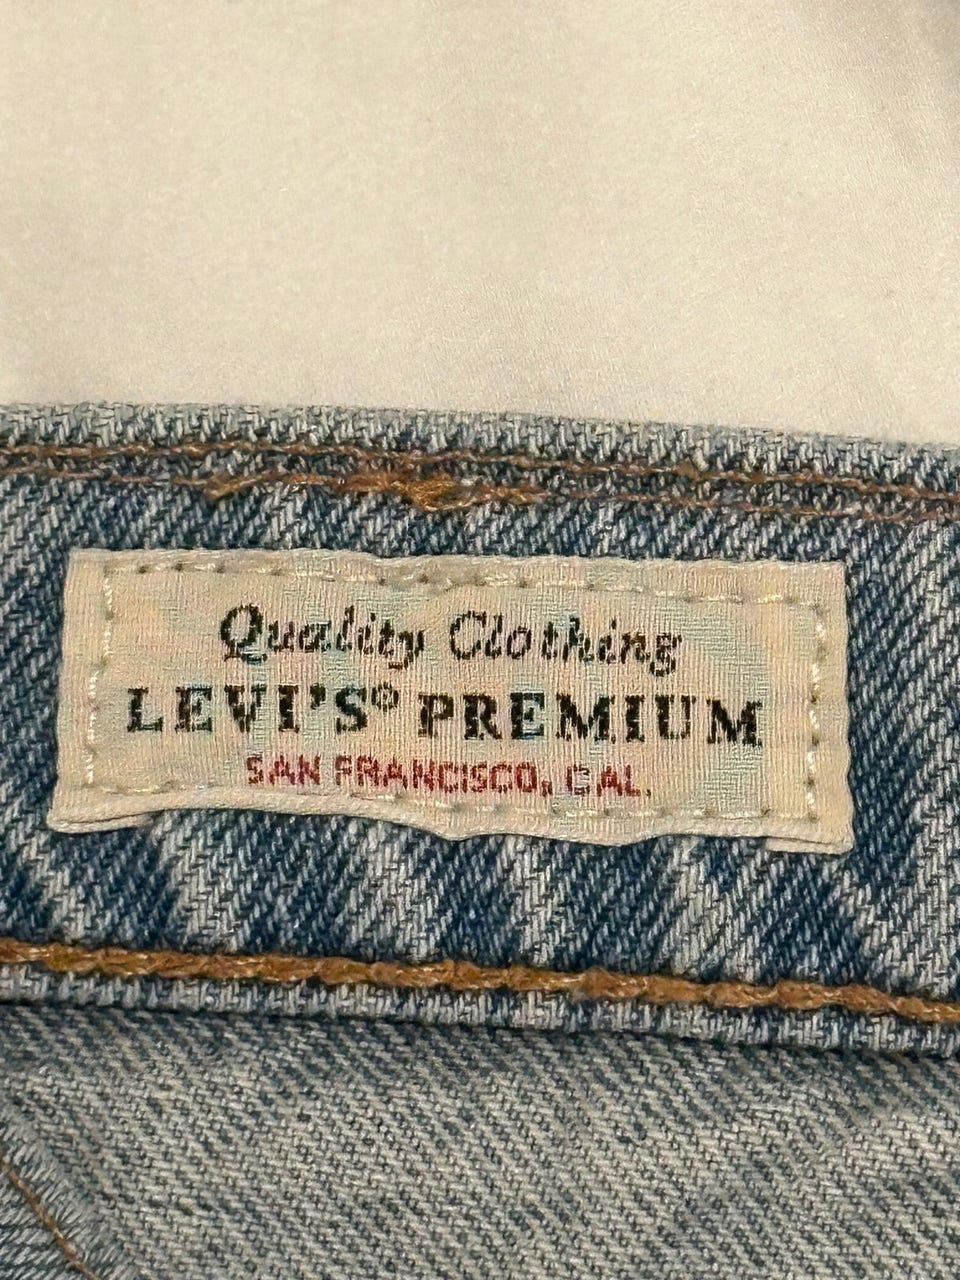 Quality Clothing
LEVI'S® PREMIUM
SAN FRANCISCO, CAL.